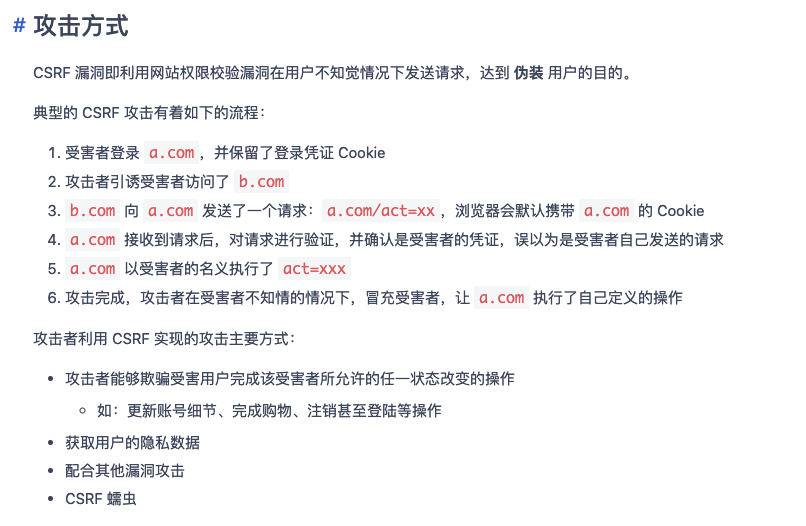 # 攻击方式
CSRF 漏洞即利用网站权限校验漏洞在用户不知觉情况下发送请求，达到 伪装 用户的目的。
典型的 CSRF 攻击有着如下的流程：
1. 受害者登录 a.com，并保留了登录凭证 Cookie
2. 攻击者引诱受害者访问了 b.com
3. b.com 向 a.com 发送了一个请求：a.com/act=xx，浏览器会默认携带 a.com 的 Cookie
4. a.com 接收到请求后，对请求进行验证，并确认是受害者的凭证，误以为是受害者自己发送的请求
5. a.com 以受害者的名义执行了 act=xxx
6. 攻击完成，攻击者在受害者不知情的情况下，冒充受害者，让 a.com 执行了自己定义的操作
攻击者利用 CSRF 实现的攻击主要方式：
• 攻击者能够欺骗受害用户完成该受害者所允许的任一状态改变的操作
◦ 如：更新账号细节、完成购物、注销甚至登陆等操作
• 获取用户的隐私数据
• 配合其他漏洞攻击
• CSRF 蠕虫